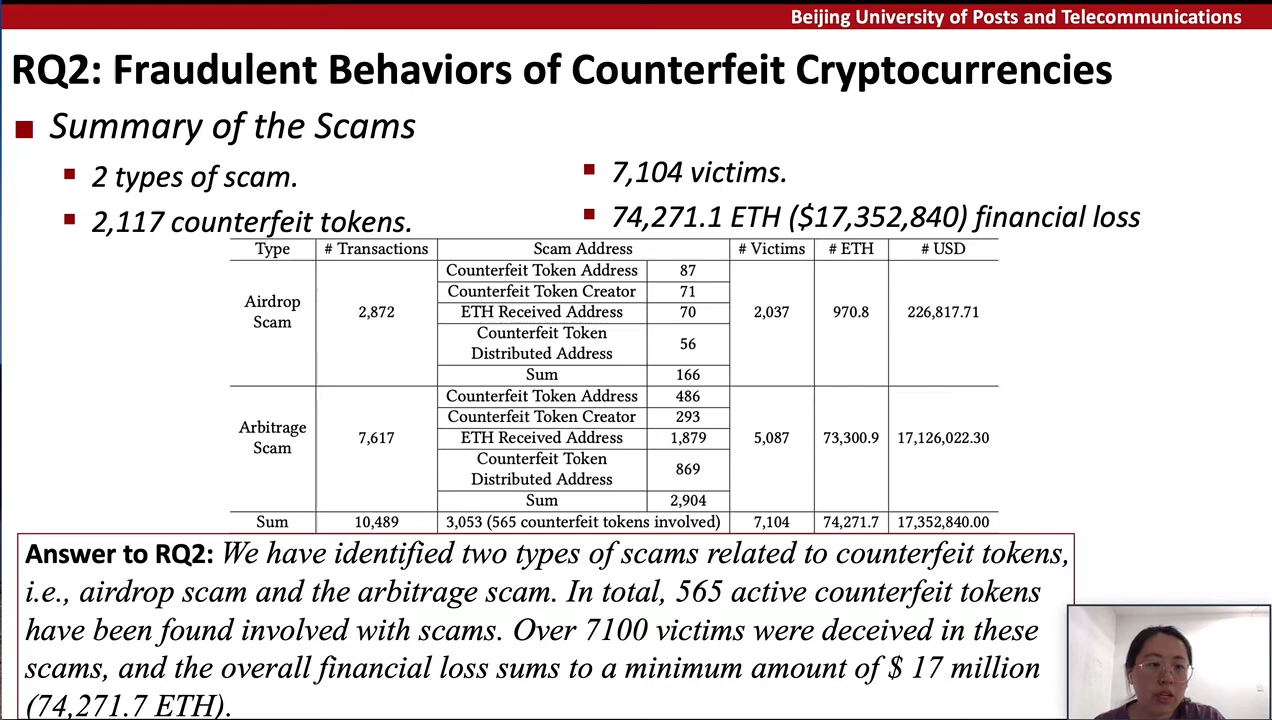 Beijing University of Posts and Telecommunications
RQ2: Fraudulent Behaviors of Counterfeit Cryptocurrencies
Summary of the Scams
2 types of scam.
2,117 counterfeit tokens.
7,104 victims.
74,271.1 ETH ($17,352,840) financial loss
Type # Transactions Scam Address # Victims # ETH # USD
Airdrop
Scam
2,872
Counterfeit Token Address 87
Counterfeit Token Creator 71
ETH Received Address 70
Counterfeit Token
Distributed Address
56
Sum 166
2,037 970.8 226,817.71
Arbitrage
Scam
7,617
Counterfeit Token Address 486
Counterfeit Token Creator 293
ETH Received Address 1,879
Counterfeit Token
Distributed Address
869
Sum 2,904
5,087 73,300.9 17,126,022.30
Sum 10,489 3,053 (565 counterfeit tokens involved) 7,104 74,271.7 17,352,840.00
Answer to RQ2: We have identified two types of scams related to counterfeit tokens,
i.e., airdrop scam and the arbitrage scam. In total, 565 active counterfeit tokens
have been found involved with scams. Over 7100 victims were deceived in these
scams, and the overall financial loss sums to a minimum amount of $ 17 million
(74,271.7 ETH).